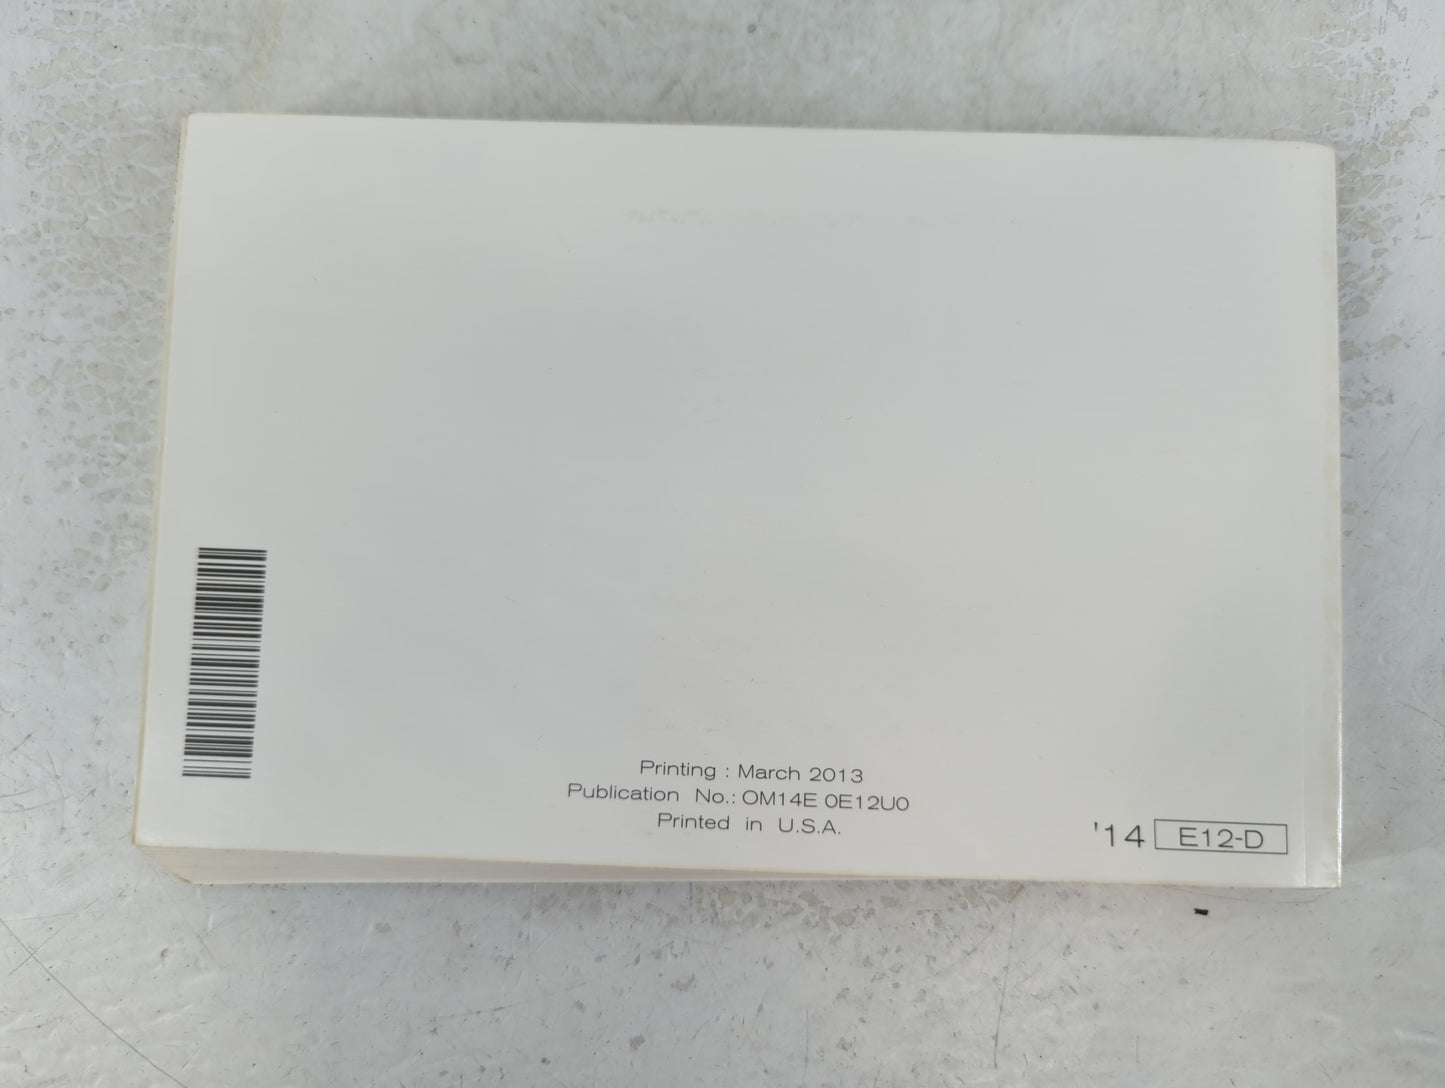 Printing : March 2013
Publication No.: OM14E 0E12U0
Printed in U.S.A.
'14 E12-D